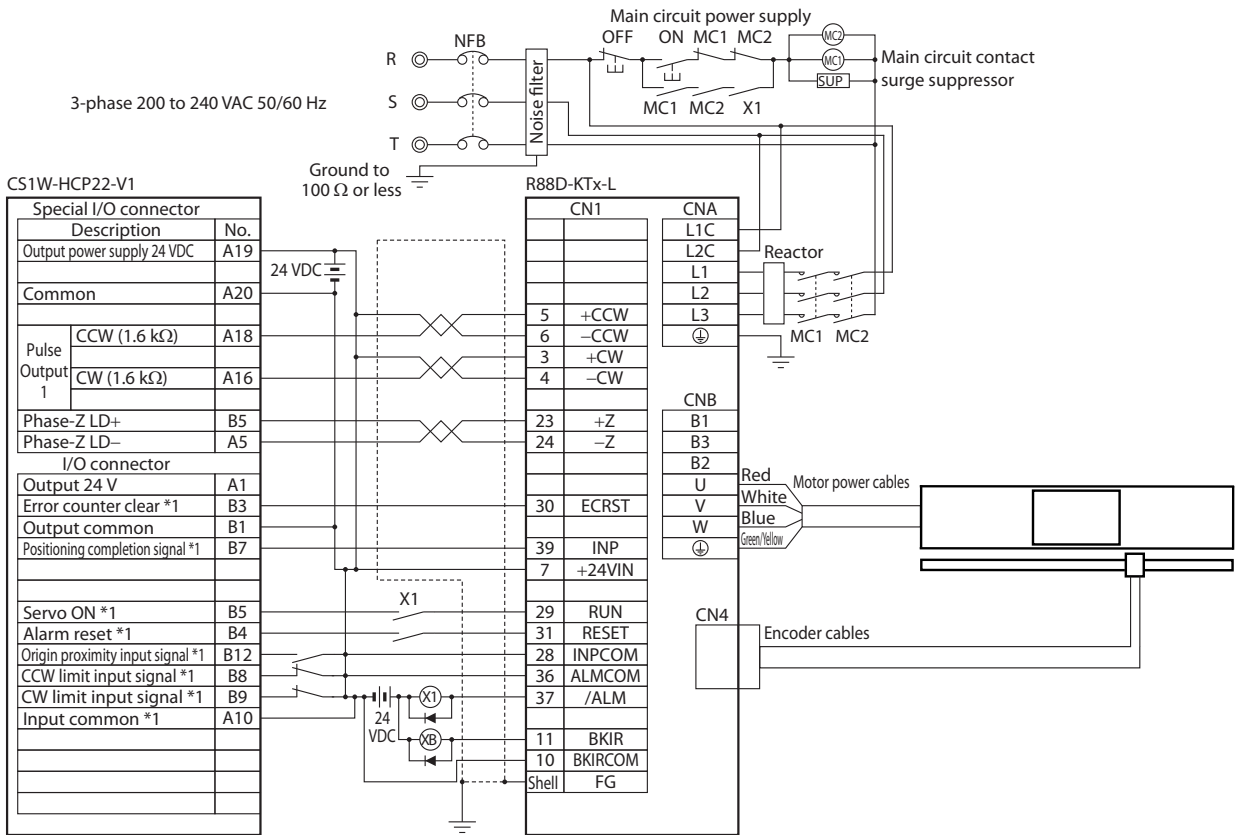 Main circuit power supply
OFF ON MC1 MC2
MC2
NFB
R
MC1
Main circuit contact
SUP
surge suppressor
3-phase 200 to 240 VAC 50/60 Hz
S
Noise filter
MC1 MC2 X1
T
Ground to
100 Ω or less
CS1W-HCP22-V1
Special I/O connector
Description No.
Output power supply 24 VDC A19
Common A20
Pulse Output 1
CCW (1.6 kΩ) A18
CW (1.6 kΩ) A16
Phase-Z LD+ B5
Phase-Z LD− A5
I/O connector
Output 24 V A1
Error counter clear *1 B3
Output common B1
Positioning completion signal *1 B7
Servo ON *1 B5
Alarm reset *1 B4
Origin proximity input signal *1 B12
CCW limit input signal *1 B8
CW limit input signal *1 B9
Input common *1 A10
24 VDC
X1
X1
24
VDC
XB
R88D-KTx-L
CN1
5 +CCW
6 −CCW
3 +CW
4 −CW
23 +Z
24 −Z
30 ECRST
39 INP
7 +24VIN
29 RUN
31 RESET
28 INPCOM
36 ALMCOM
37 /ALM
11 BKIR
10 BKIRCOM
Shell FG
CNA
L1C
L2C
L1
L2
L3
Reactor
MC1 MC2
CNB
B1
B3
B2
U
V
W
Red
White
Blue
Green/Yellow
Motor power cables
CN4
Encoder cables